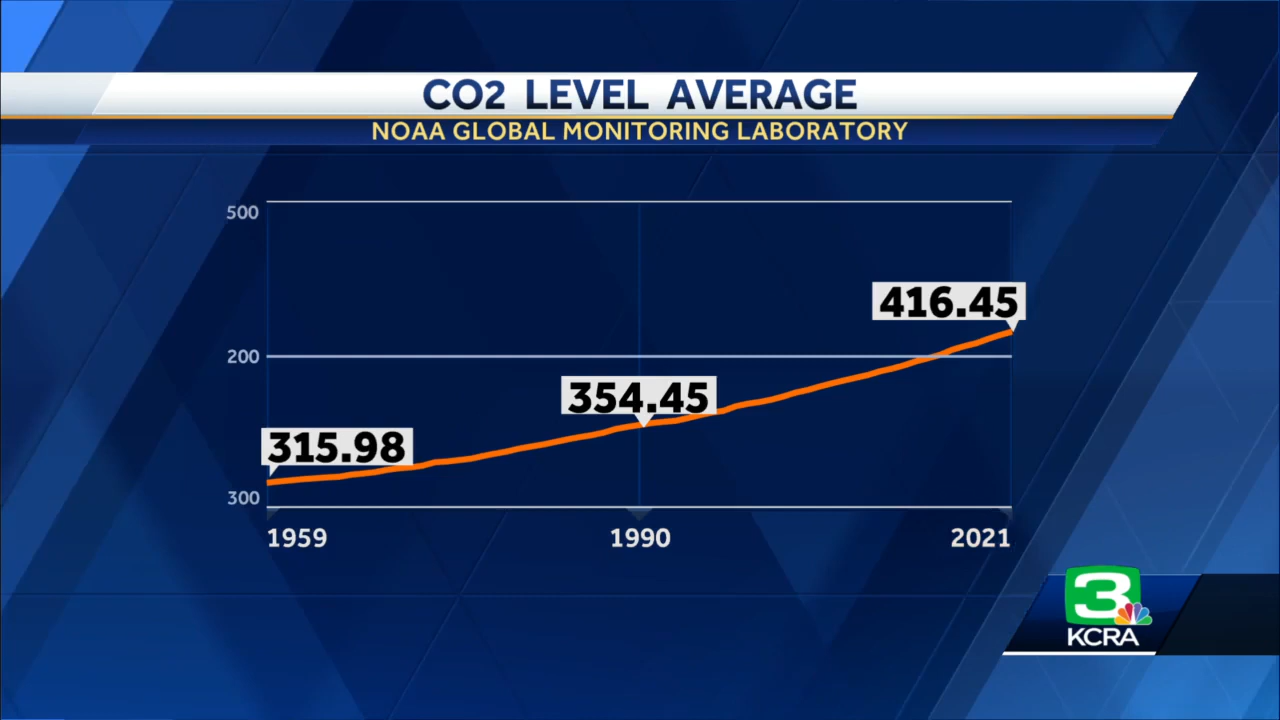 CO2 LEVEL AVERAGE
NOAA GLOBAL MONITORING LABORATORY
500
416.45
200
354.45
315.98
300
1959 1990 2021
3
KCRA